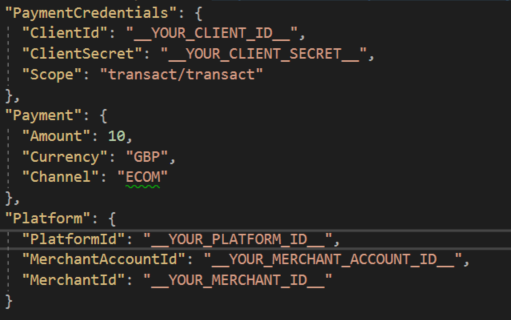 "PaymentCredentials": {
"ClientId": "__YOUR_CLIENT_ID__",
"ClientSecret": "__YOUR_CLIENT_SECRET__",
"Scope": "transact/transact"
},
"Payment": {
"Amount": 10,
"Currency": "GBP",
"Channel": "ECOM"
},
"Platform": {
"PlatformId": "__YOUR_PLATFORM_ID__",
"MerchantAccountId": "__YOUR_MERCHANT_ACCOUNT_ID__",
"MerchantId": "__YOUR_MERCHANT_ID__"
}